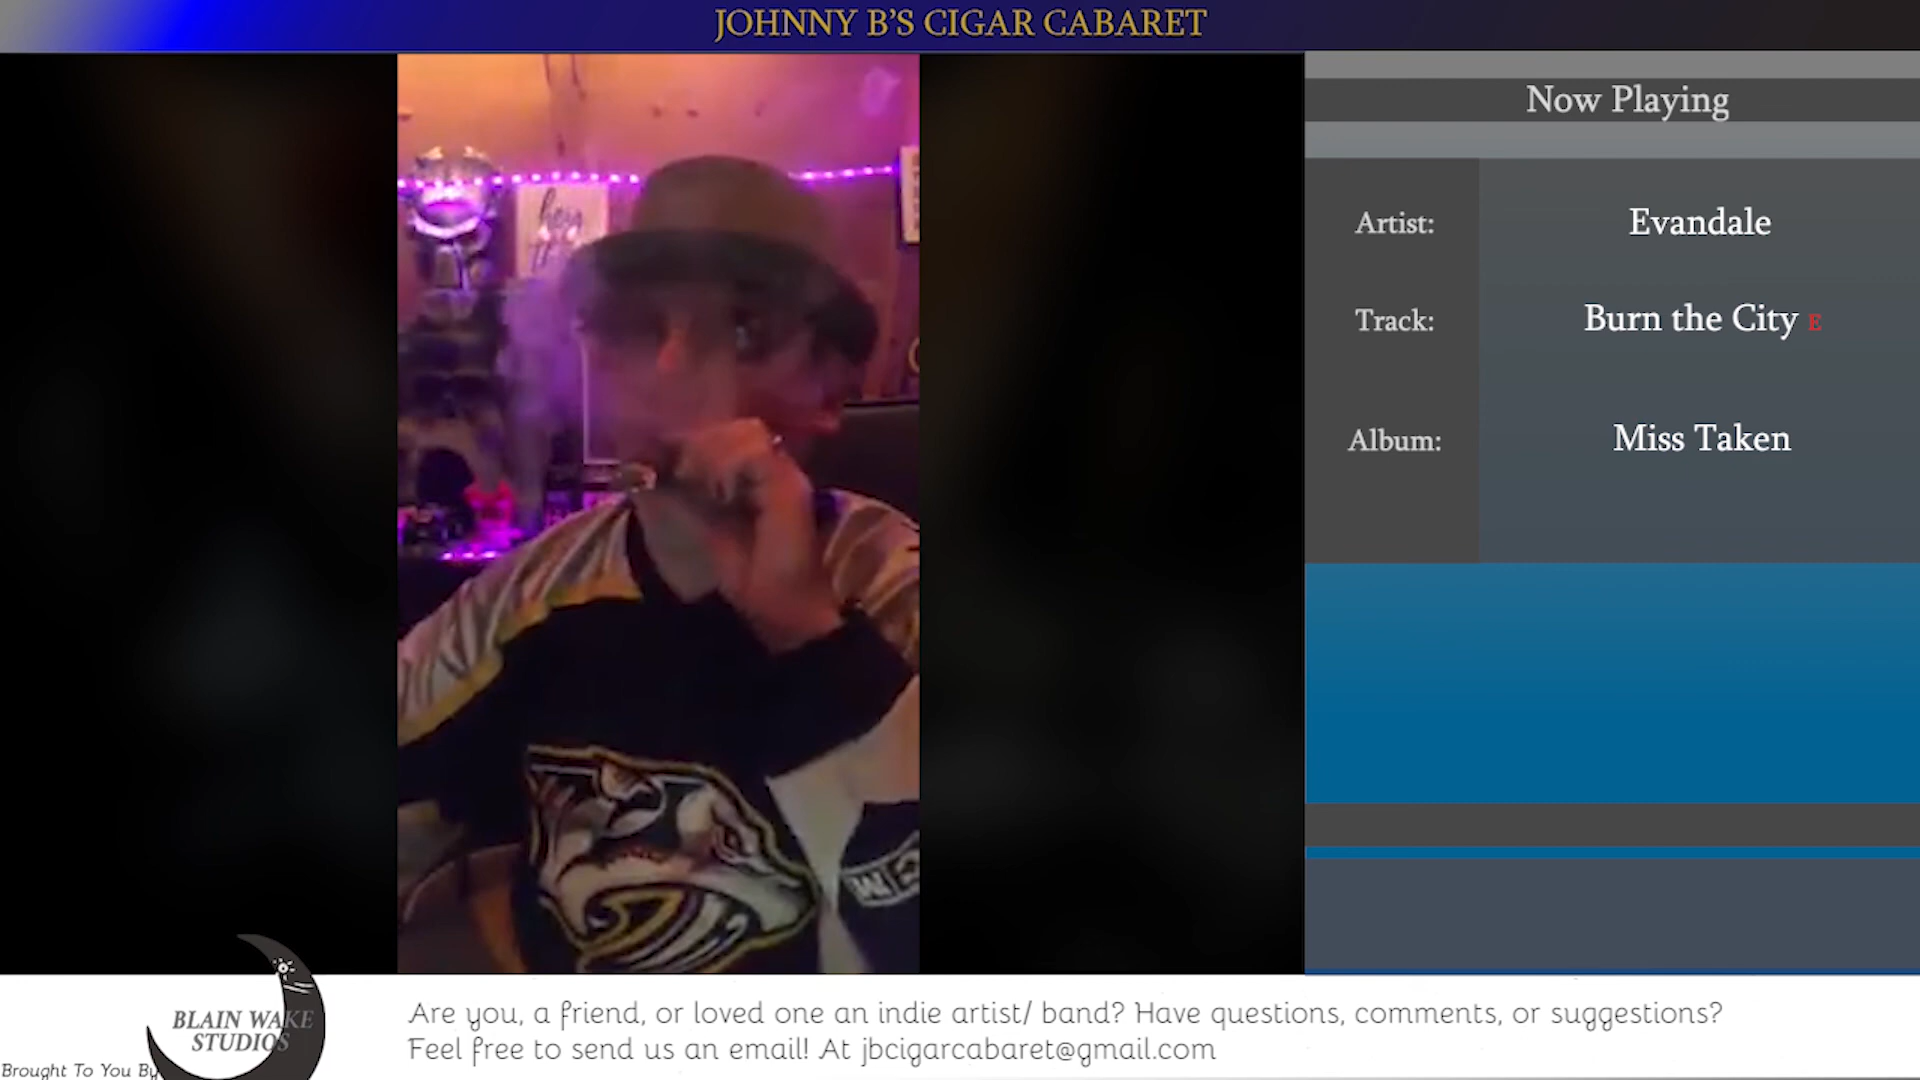 JOHNNY B'S CIGAR CABARET
Now Playing
Artist:
Evandale
Track:
Burn the City E
Album:
Miss Taken
hey
BLAIN WAKE
STUDIOS
Brought To You By
Are you, a friend, or loved one an indie artist/ band? Have questions, comments, or suggestions?
Feel free to send us an email! At jbcigarcabaret@gmail.com